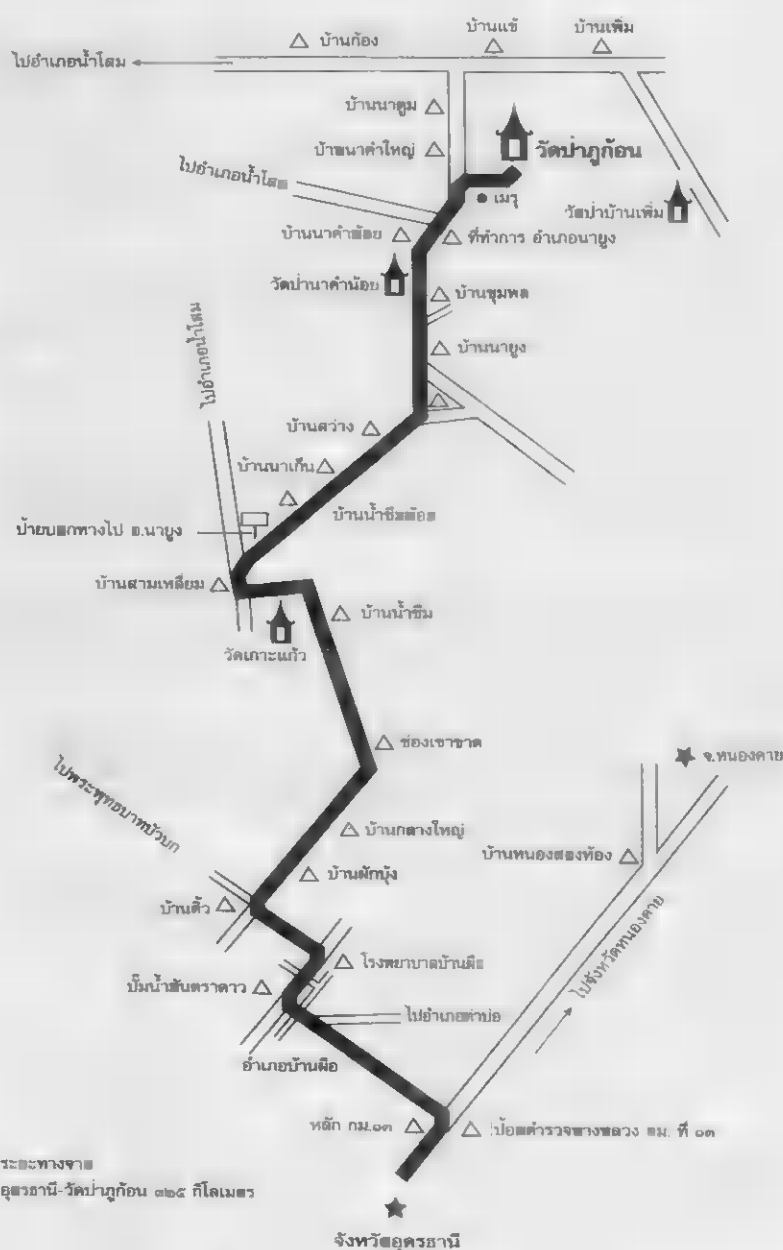 บ้านแข้
บ้านก้อง
บ้านเพิ่ม
ไปอำเภอน้ำโสม
บ้านนาตูม
บ้านนาคำใหญ่
วัดป่าภูก้อน
ไปอำเภอน้ำโสม
เมรุ
วัดป่าบ้านเพิ่ม
บ้านนาคำน้อย
ที่ทำการ อำเภอนายูง
วัดป่านาคำน้อย
บ้านชุมพล
บ้านนายูง
ไปอำเภอน้ำโสม
บ้านสว่าง
บ้านนาเก็น
บ้านน้ำซึมน้อย
ป้ายบอกทางไป อ.นายูง
บ้านสามเหลี่ยม
บ้านน้ำซึม
วัดเกาะแก้ว
ช่องเขาขาด
จ.หนองคาย
ไปพระพุทธบาทบัวบก
บ้านกลางใหญ่
บ้านหนองสองห้อง
บ้านผักบุ้ง
บ้านติ้ว
โรงพยาบาลบ้านผือ
ไปจังหวัดหนองคาย
ปั๊มน้ำมันตราดาว
ไปอำเภอท่าบ่อ
อำเภอบ้านผือ
หลัก กม.๑๓
ป้อมตำรวจทางหลวง กม. ที่ ๑๓
ระยะทางจาก
อุดรธานี-วัดป่าภูก้อน ๑๒๕ กิโลเมตร
จังหวัดอุดรธานี